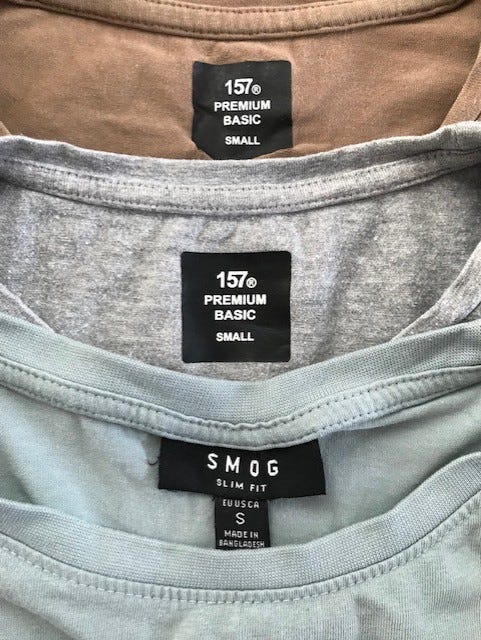 157®
PREMIUM
BASIC
SMALL
157®
PREMIUM
BASIC
SMALL
SMOG
SLIM FIT
EU US CA
S
MADE IN
BANGLADESH